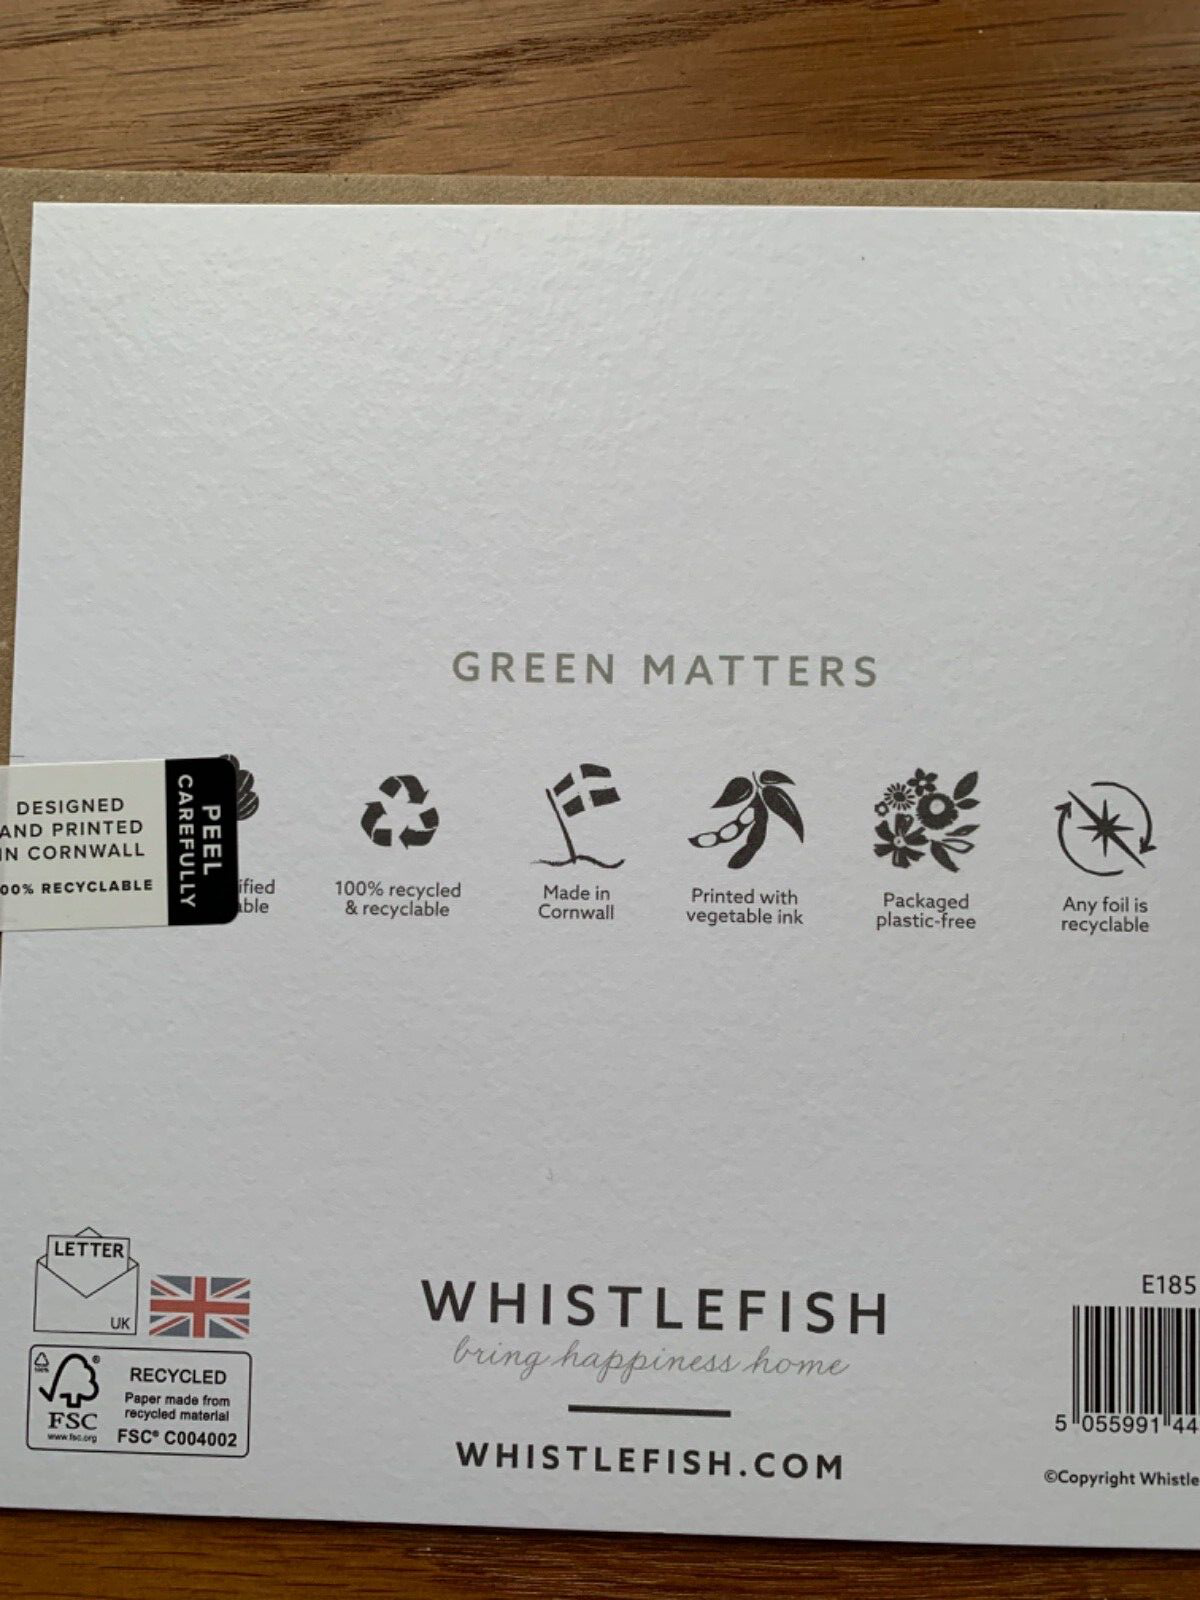 GREEN MATTERS
DESIGNED
AND PRINTED
IN CORNWALL
00% RECYCLABLE
PEEL
CAREFULLY
100% recycled
& recyclable
Made in
Cornwall
Printed with
vegetable ink
Packaged
plastic-free
Any foil is
recyclable
LETTER
UK
100%
FSC
®
www.fsc.org
RECYCLED
Paper made from
recycled material
FSC® C004002
WHISTLEFISH
bring happiness home
WHISTLEFISH.COM
E185
5 055991 44
©Copyright Whistle